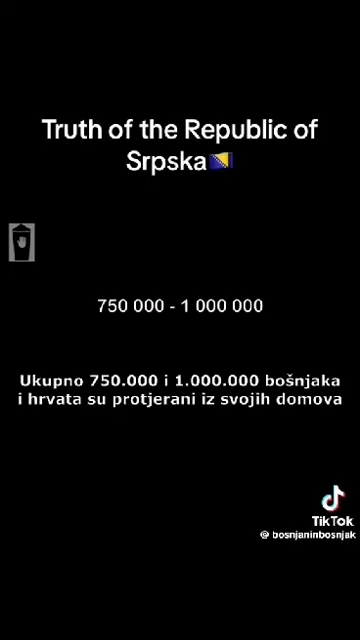 Truth of the Republic of
Srpska🇧🇦
750 000 - 1 000 000
Ukupno 750.000 i 1.000.000 bošnjaka
i hrvata su protjerani iz svojih domova
TikTok
@ bosnjaninbosnjak